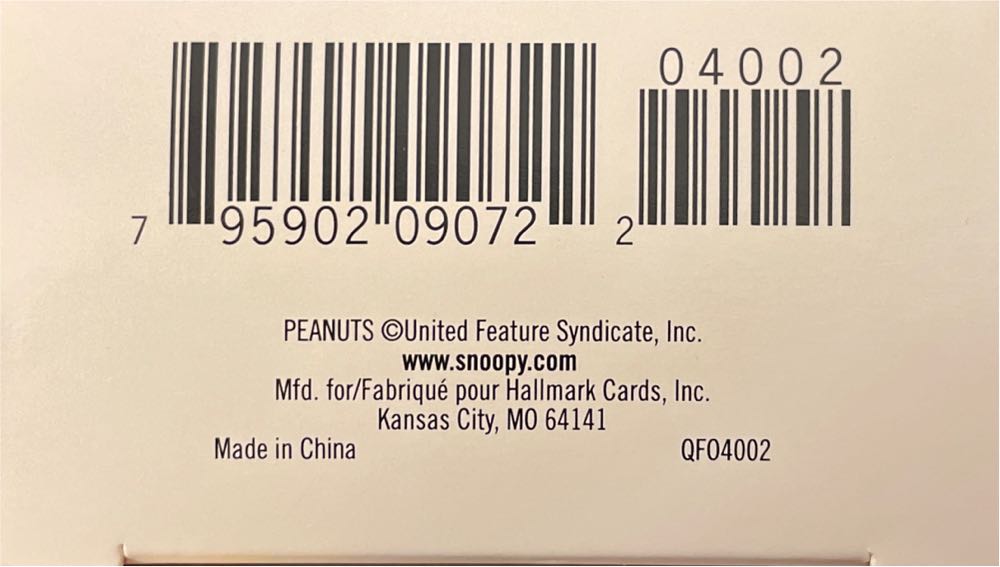 04002
7 95902 09072 2
PEANUTS ©United Feature Syndicate, Inc.
www.snoopy.com
Mfd. for/Fabriqué pour Hallmark Cards, Inc.
Kansas City, MO 64141
Made in China QFO4002